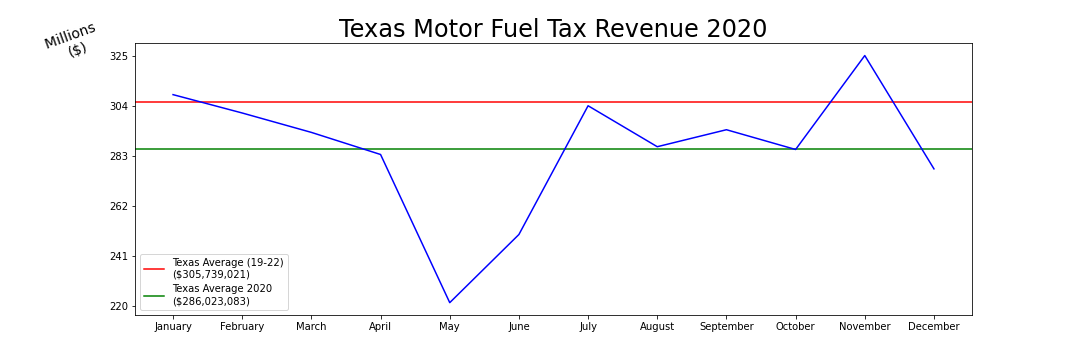 Texas Motor Fuel Tax Revenue 2020
Millions
($)
325
304
283
262
241
220
Texas Average (19-22)
($305,739,021)
Texas Average 2020
($286,023,083)
January February March April May June July August September October November December